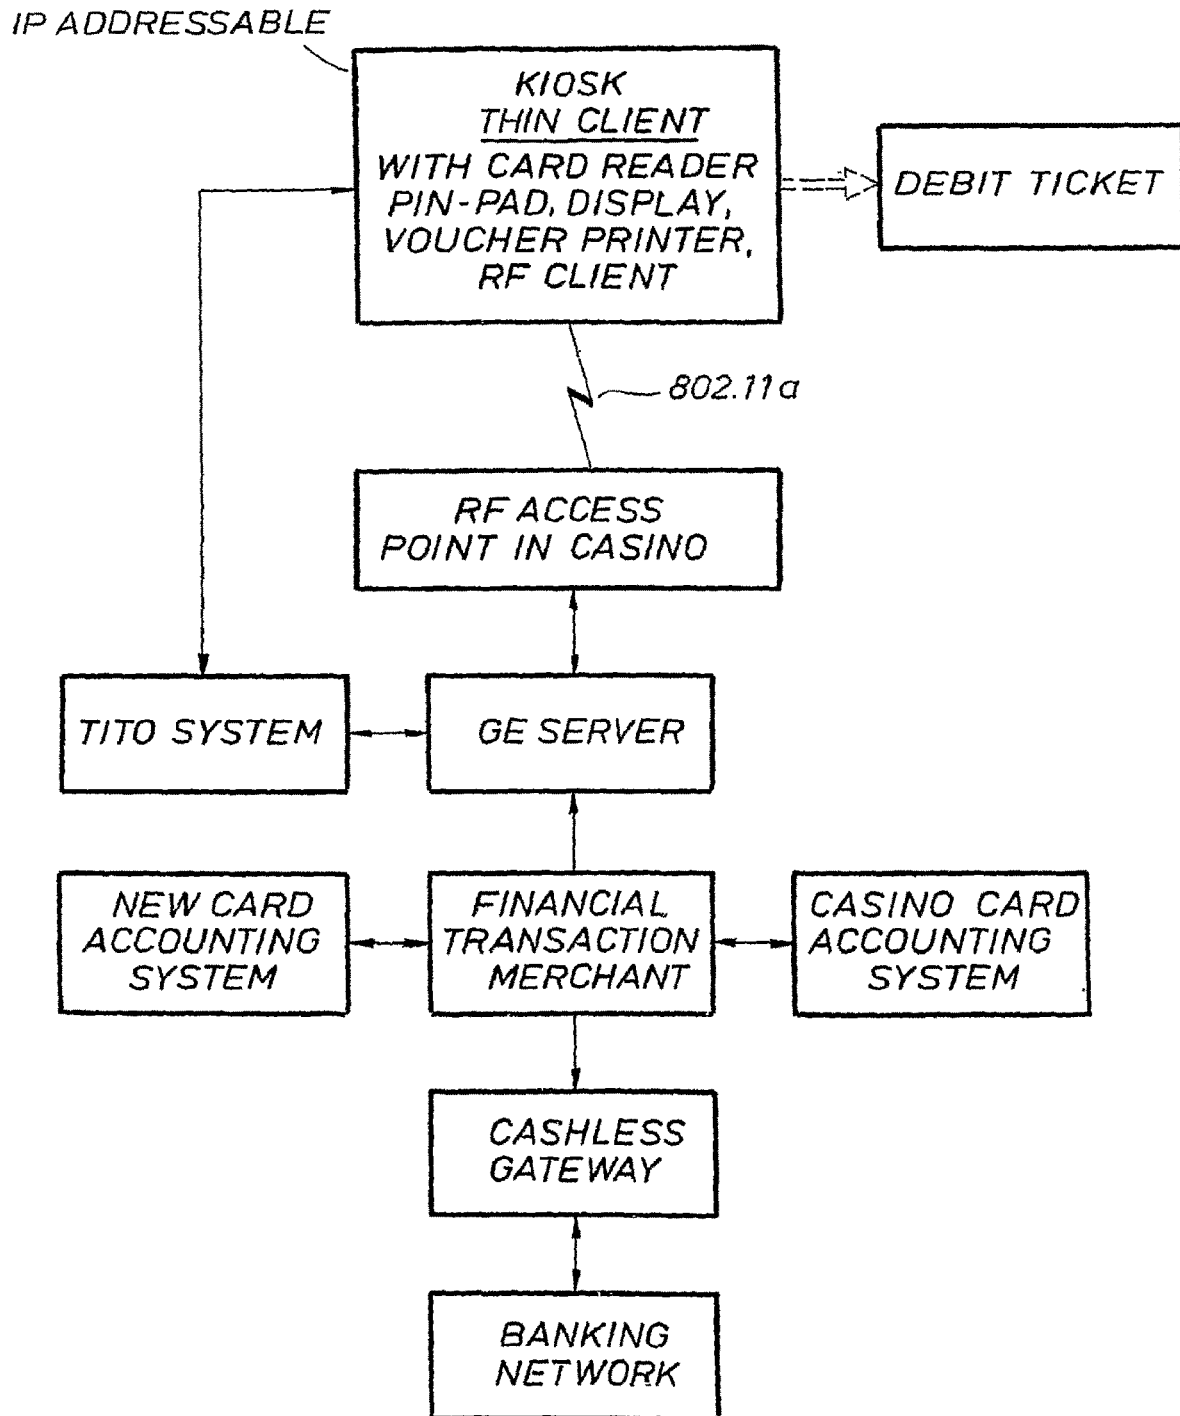 IP ADDRESSABLE
KIOSK
THIN CLIENT
WITH CARD READER
PIN-PAD, DISPLAY,
VOUCHER PRINTER,
RF CLIENT
DEBIT TICKET
802.11a
RF ACCESS
POINT IN CASINO
TITO SYSTEM
GE SERVER
NEW CARD
ACCOUNTING
SYSTEM
FINANCIAL
TRANSACTION
MERCHANT
CASINO CARD
ACCOUNTING
SYSTEM
CASHLESS
GATEWAY
BANKING
NETWORK